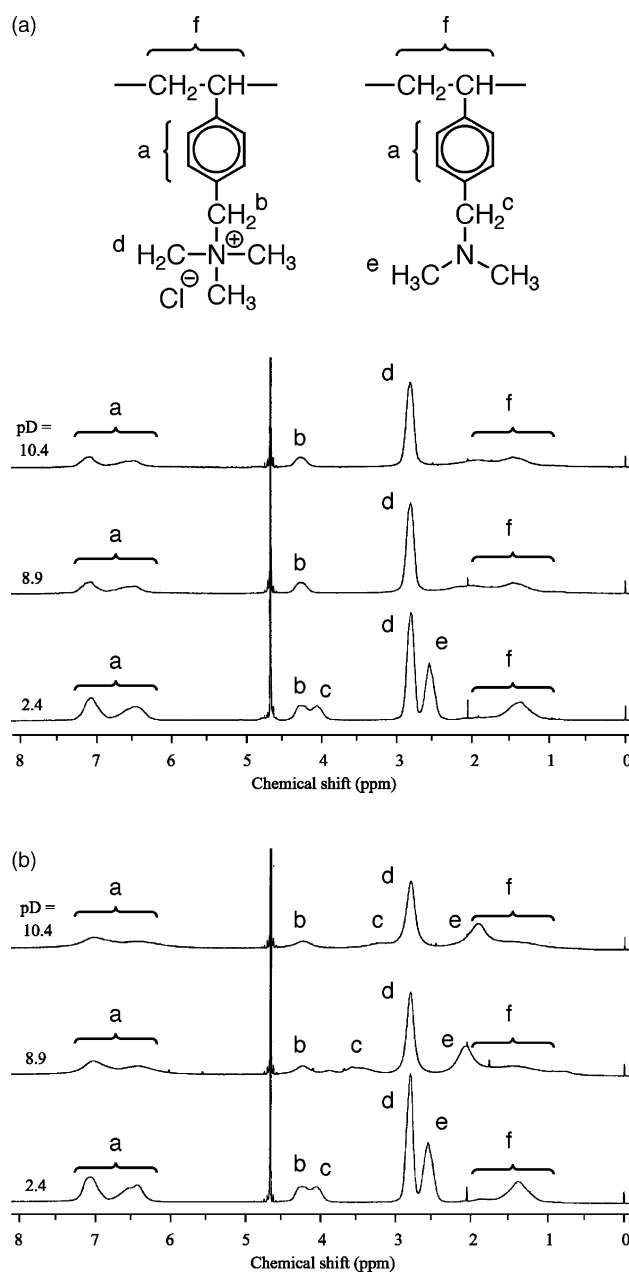 (a)
f f
—CH2-CH— —CH2-CH—
a a
CH2 b CH2 c
d H2C—N⊕—CH3 N
e H3C CH3
Cl⊖ CH3
d
pD =
10.4
a b f
d
8.9
a b f
d e
2.4
a b c f
8 7 6 5 4 3 2 1 0
Chemical shift (ppm)
(b)
d
pD =
10.4
a b c e f
d
8.9
a b c e f
d e
2.4
a b c f
8 7 6 5 4 3 2 1 0
Chemical shift (ppm)